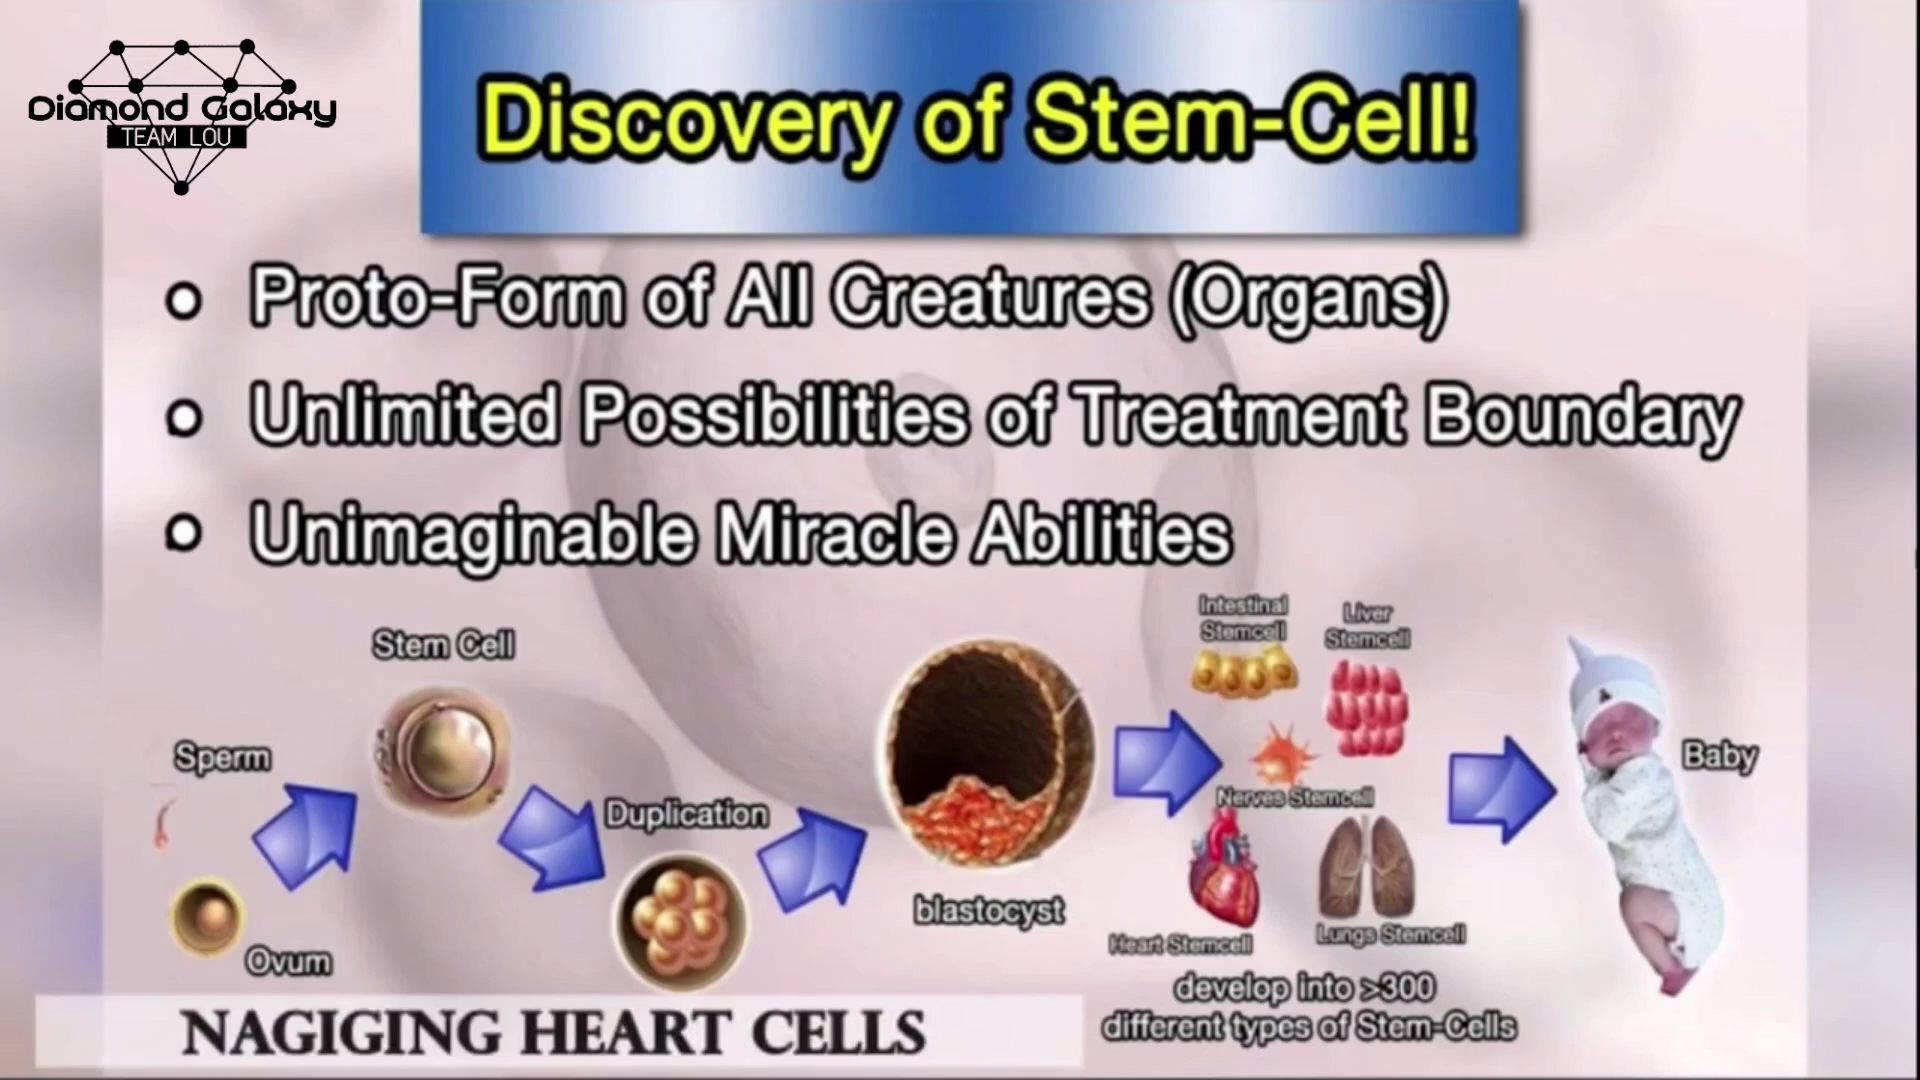 Diamond Galaxy
TEAM LOU
Discovery of Stem-Cell!
Proto-Form of All Creatures (Organs)
Unlimited Possibilities of Treatment Boundary
Unimaginable Miracle Abilities
Sperm
Ovum
Stem Cell
Duplication
blastocyst
Intestinal
Stemcell
Liver
Stemcell
Nerves Stemcell
Heart Stemcell
Lungs Stemcell
develop into >300
different types of Stem-Cells
Baby
NAGIGING HEART CELLS